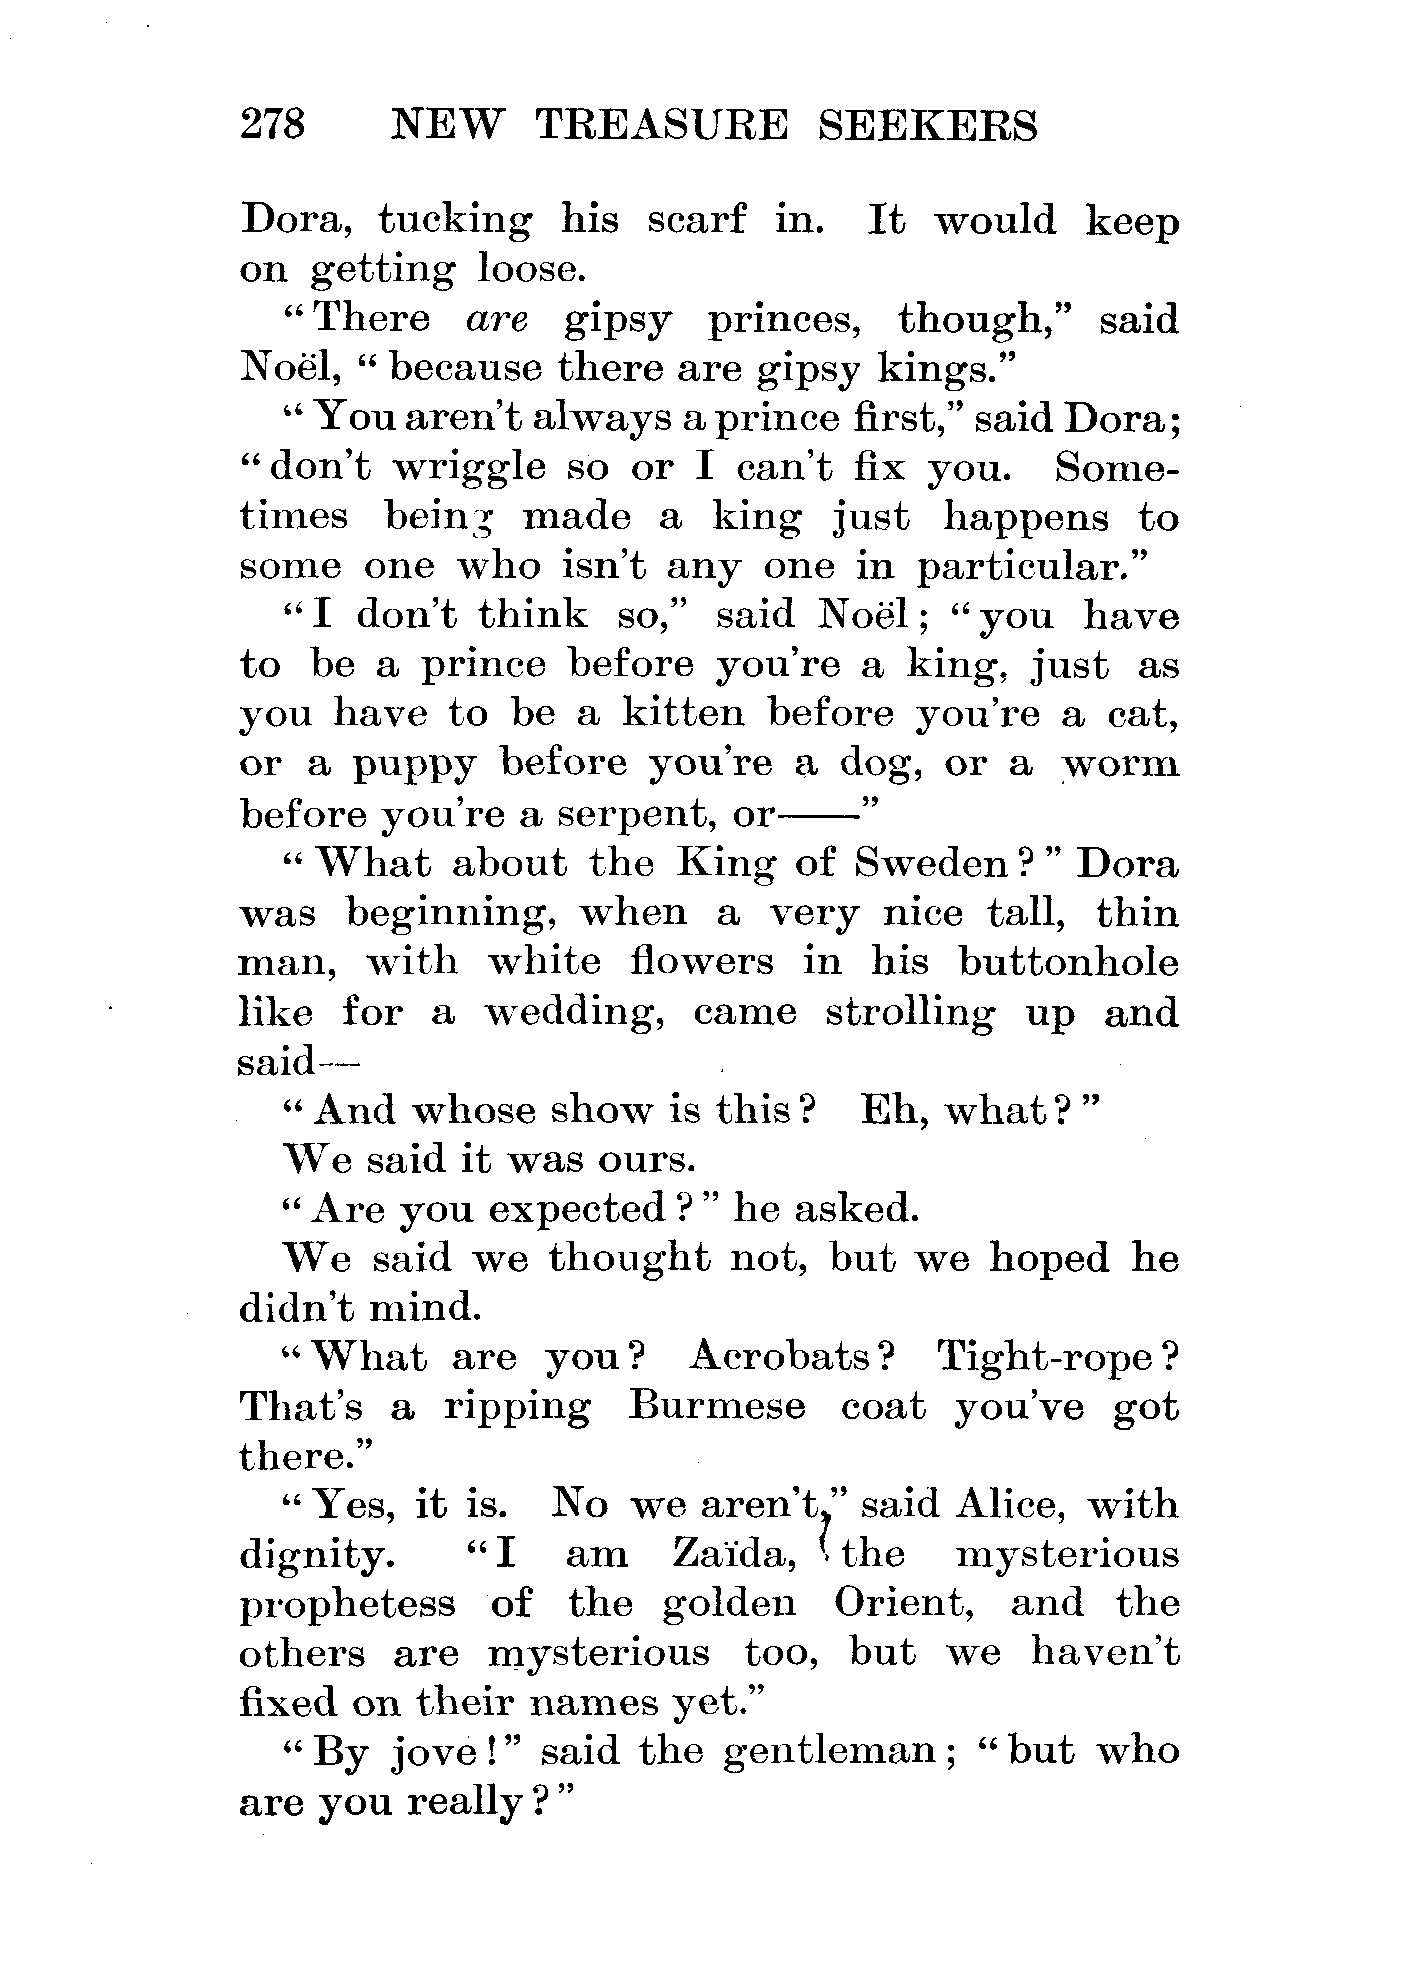 278 NEW TREASURE SEEKERS
Dora, tucking his scarf in. It would keep
on getting loose.
“There are gipsy princes, though,” said
Noël, “because there are gipsy kings.”
“You aren't always a prince first,” said Dora;
“don't wriggle so or I can't fix you. Some-
times being made a king just happens to
some one who isn't any one in particular.”
“I don't think so,” said Noël; “you have
to be a prince before you're a king, just as
you have to be a kitten before you're a cat,
or a puppy before you're a dog, or a worm
before you're a serpent, or——”
“What about the King of Sweden?” Dora
was beginning, when a very nice tall, thin
man, with white flowers in his buttonhole
like for a wedding, came strolling up and
said—
“And whose show is this? Eh, what?”
We said it was ours.
“Are you expected?” he asked.
We said we thought not, but we hoped he
didn't mind.
“What are you? Acrobats? Tight-rope?
That's a ripping Burmese coat you've got
there.”
“Yes, it is. No we aren't,” said Alice, with
dignity. “I am Zaïda, the mysterious
prophetess of the golden Orient, and the
others are mysterious too, but we haven't
fixed on their names yet.”
“By jove!” said the gentleman; “but who
are you really?”